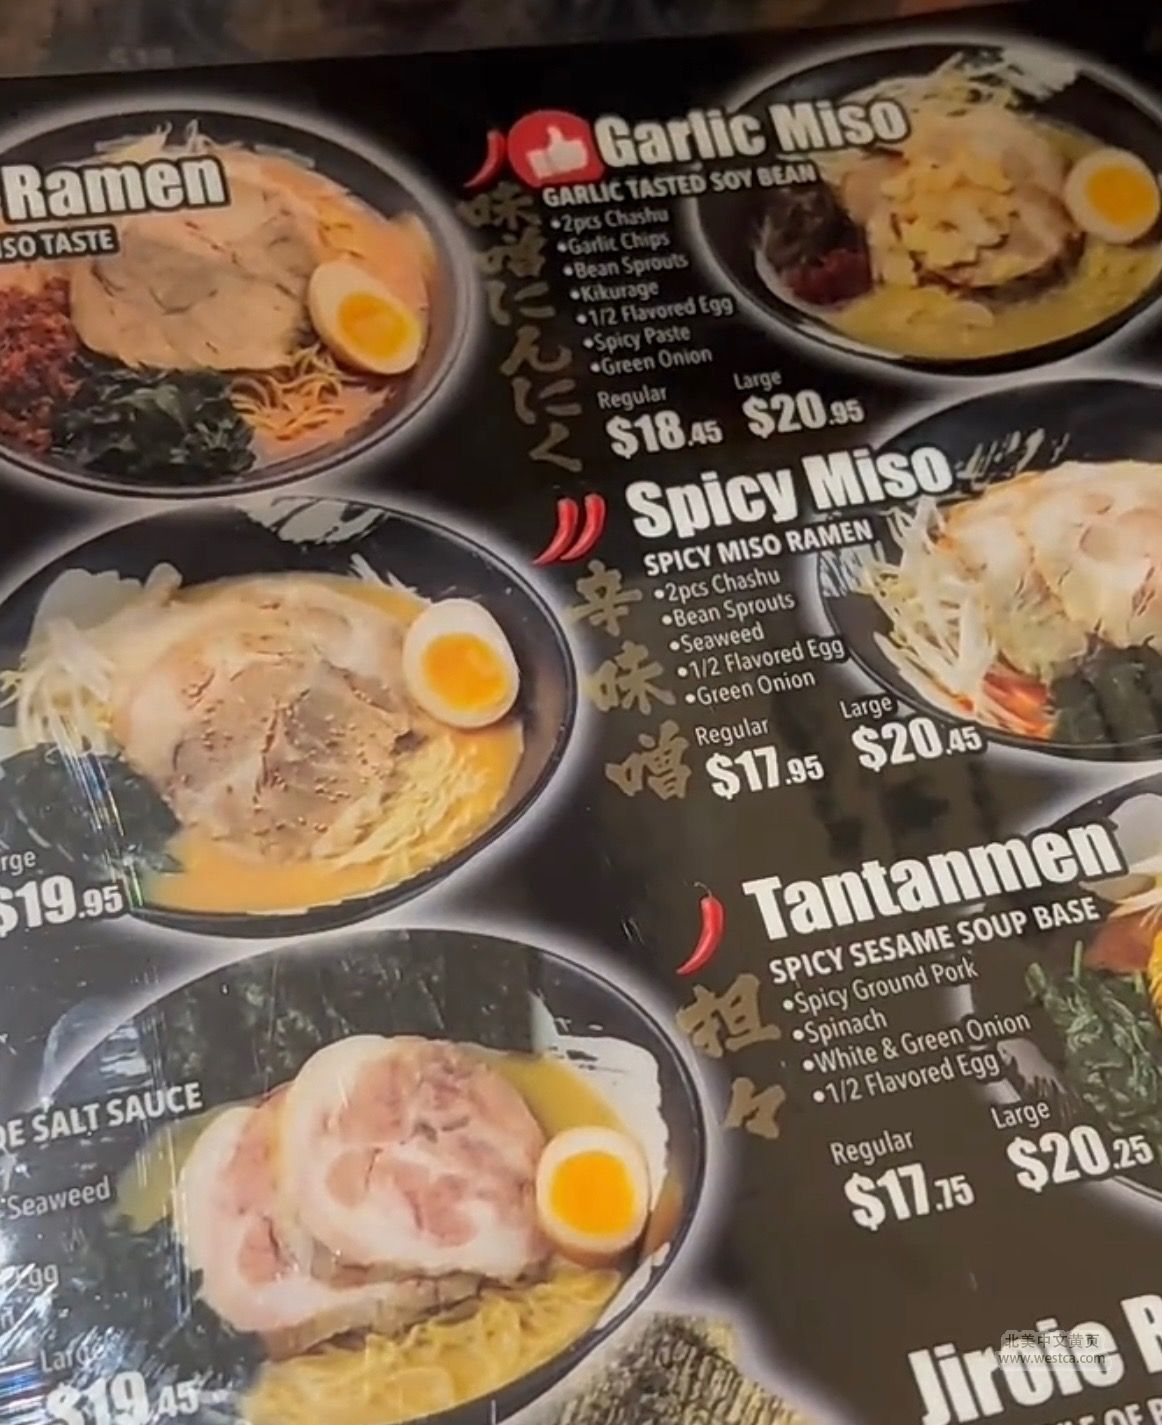 Ramen
ISO TASTE
rge
$19.95
DE SALT SAUCE
Seaweed
Egg
Large
$19.45
Garlic Miso
GARLIC TASTED SOY BEAN
味噌にんにく
•2pcs Chashu
•Garlic Chips
•Bean Sprouts
•Kikurage
•1/2 Flavored Egg
•Spicy Paste
•Green Onion
Regular Large
$18.45 $20.95
Spicy Miso
SPICY MISO RAMEN
辛味噌
•2pcs Chashu
•Bean Sprouts
•Seaweed
•1/2 Flavored Egg
•Green Onion
Regular Large
$17.95 $20.45
Tantanmen
SPICY SESAME SOUP BASE
担々
•Spicy Ground Pork
•Spinach
•White & Green Onion
•1/2 Flavored Egg
Regular Large
$17.75 $20.25
北美中文黄页
www.westca.com